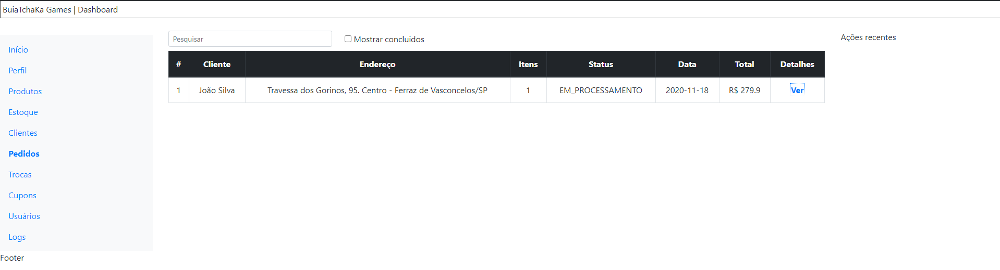 BuiaTchaKa Games | Dashboard
Início
Perfil
Produtos
Estoque
Clientes
Pedidos
Trocas
Cupons
Usuários
Logs
Pesquisar
Mostrar concluidos
# Cliente Endereço Itens Status Data Total Detalhes
1 João Silva Travessa dos Gorinos, 95. Centro - Ferraz de Vasconcelos/SP 1 EM_PROCESSAMENTO 2020-11-18 R$ 279.9 Ver
Ações recentes
Footer